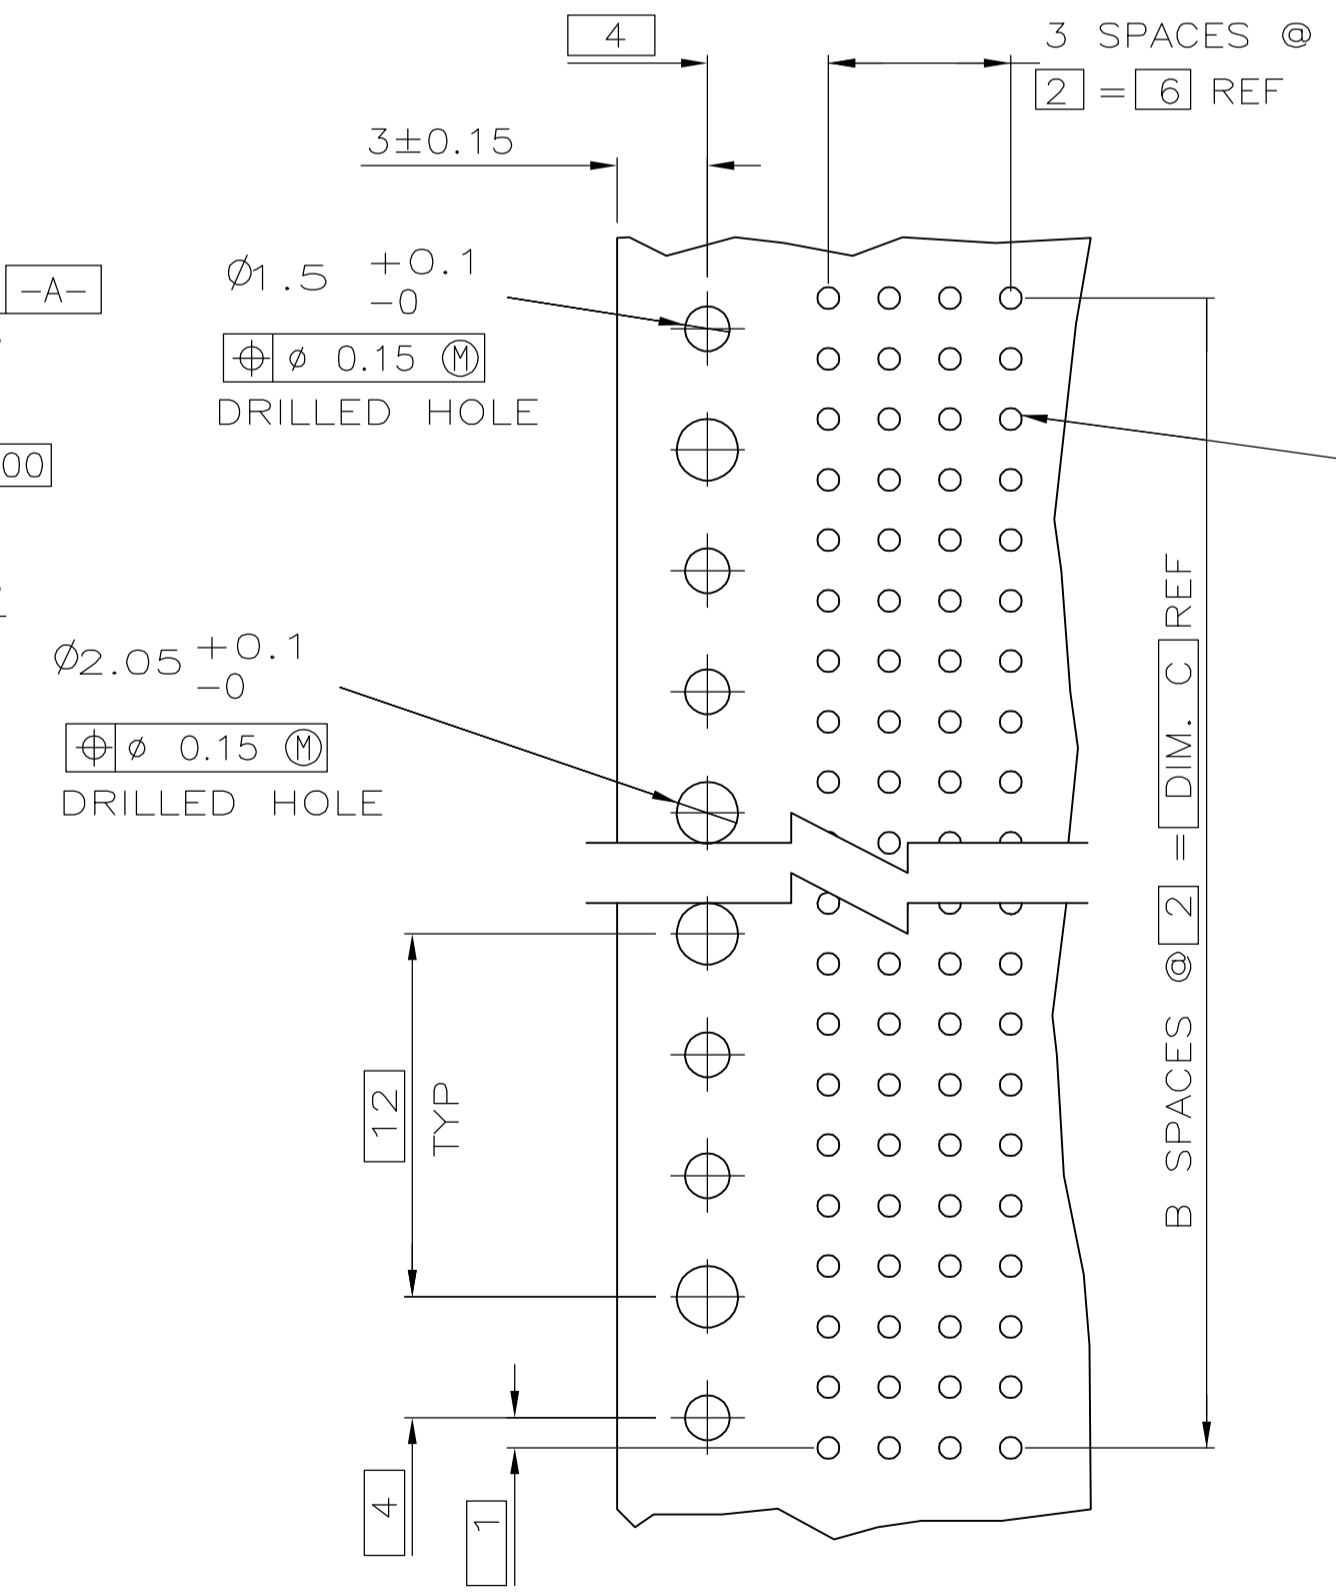 4
3 SPACES @
2 = 6 REF
3±0.15
-A-
Ø1.5 +0.1
-0
⌖ ⌀ 0.15 Ⓜ
DRILLED HOLE
00
Ø2.05 +0.1
-0
⌖ ⌀ 0.15 Ⓜ
DRILLED HOLE
B SPACES @ 2 = DIM. C REF
12
TYP
4
1